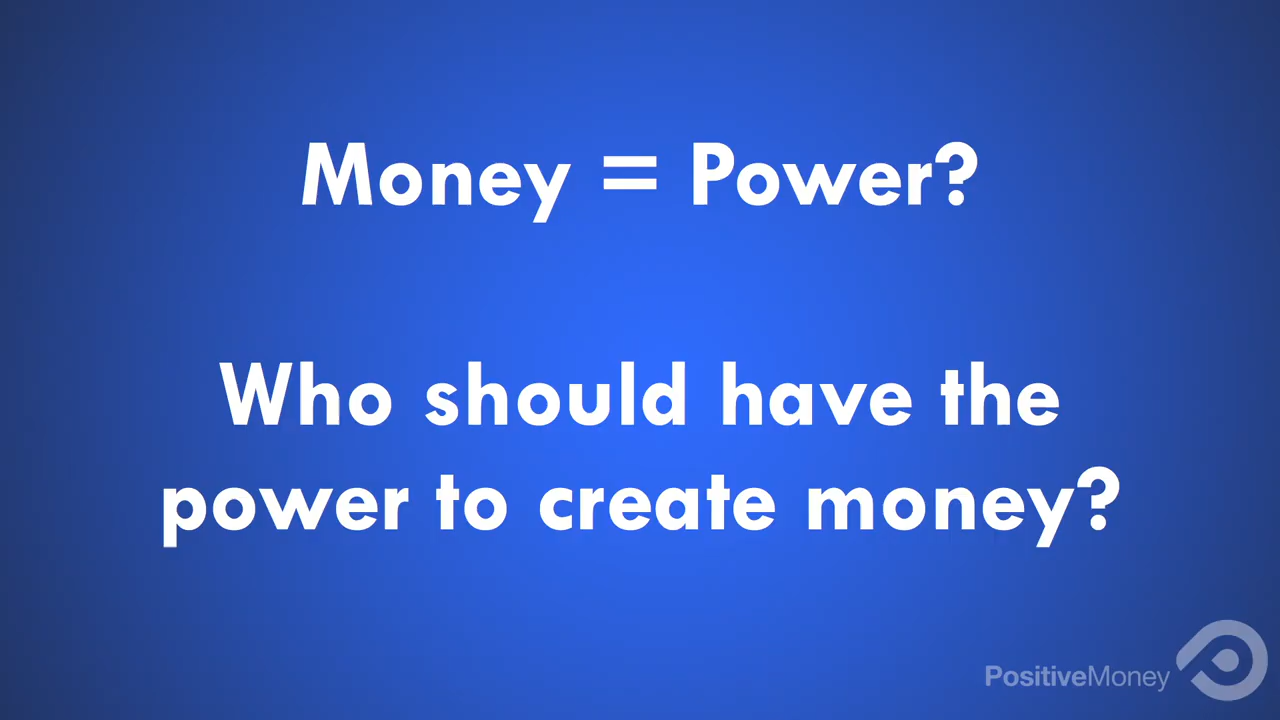 Money = Power?
Who should have the
power to create money?
PositiveMoney